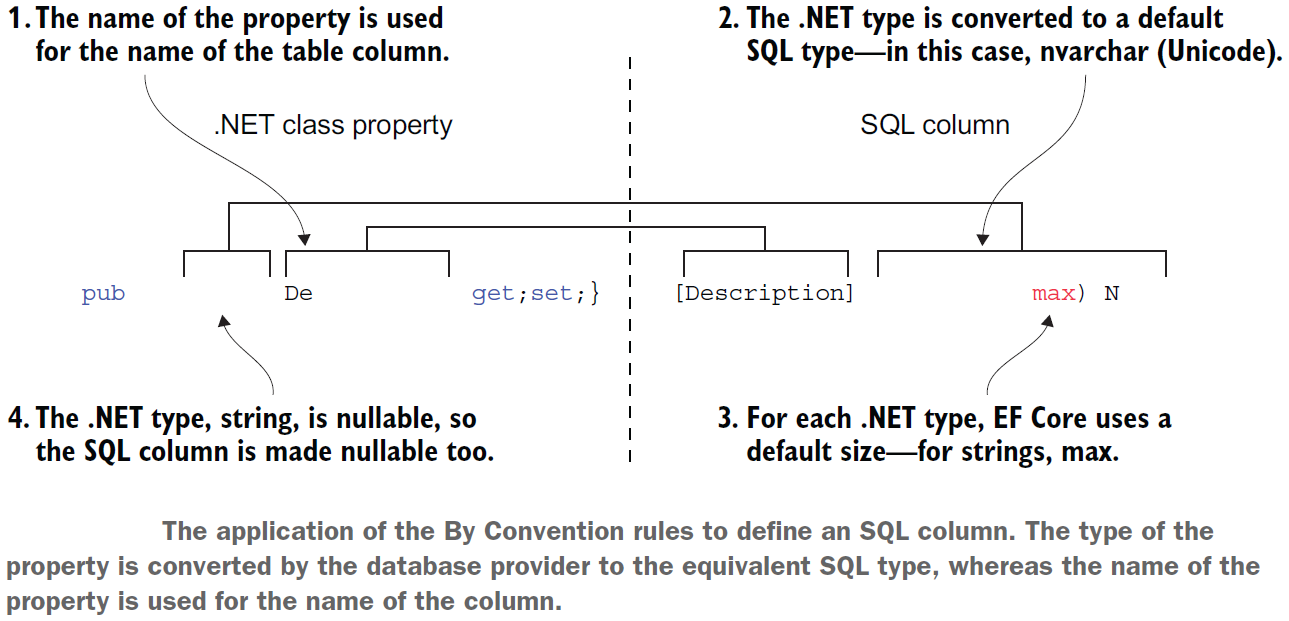 1. The name of the property is used
for the name of the table column.
2. The .NET type is converted to a default
SQL type—in this case, nvarchar (Unicode).
.NET class property
SQL column
pub De get;set;} [Description] max) N
4. The .NET type, string, is nullable, so
the SQL column is made nullable too.
3. For each .NET type, EF Core uses a
default size—for strings, max.
The application of the By Convention rules to define an SQL column. The type of the
property is converted by the database provider to the equivalent SQL type, whereas the name of the
property is used for the name of the column.